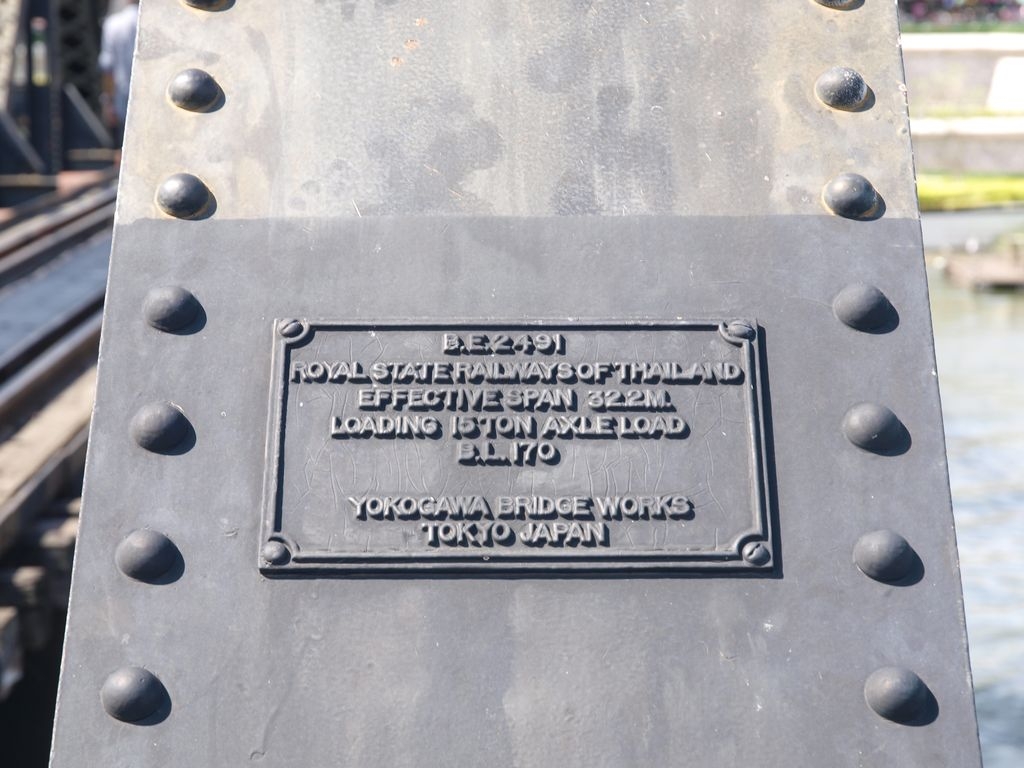 B.E.2491
ROYAL STATE RAILWAYS OF THAILAND
EFFECTIVE SPAN 32.2M.
LOADING 15 TON AXLE LOAD
B.L. 170
YOKOGAWA BRIDGE WORKS
TOKYO JAPAN